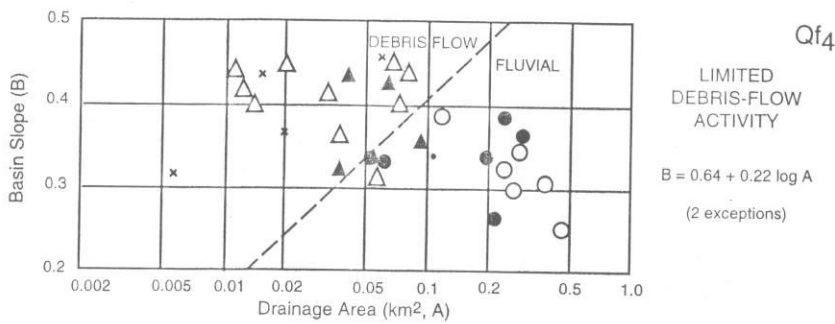 Qf4
0.5
0.4
0.3
0.2
Basin Slope (B)
DEBRIS FLOW
FLUVIAL
0.002 0.005 0.01 0.02 0.05 0.1 0.2 0.5 1.0
Drainage Area (km², A)
LIMITED
DEBRIS-FLOW
ACTIVITY
B = 0.64 + 0.22 log A
(2 exceptions)